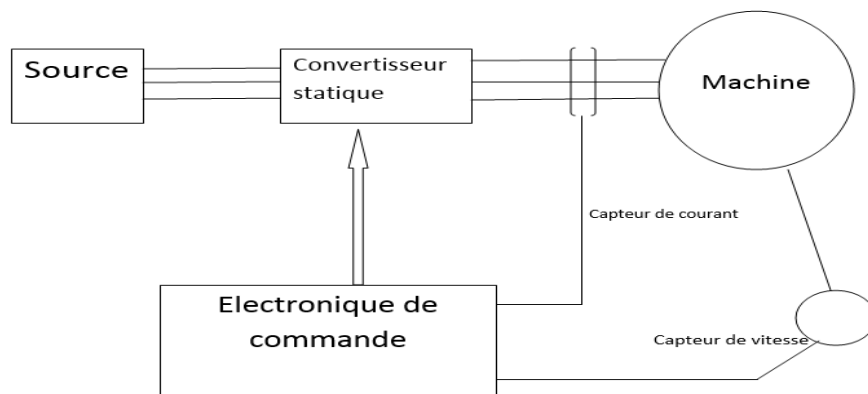 Source
Convertisseur
statique
Machine
Capteur de courant
Electronique de
commande
Capteur de vitesse